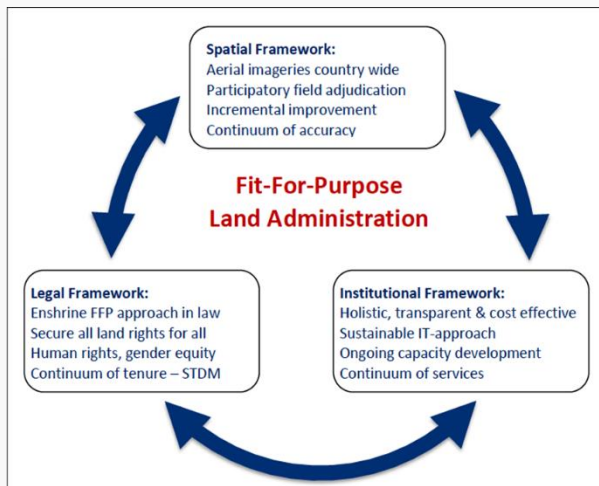 Spatial Framework:
Aerial imageries country wide
Participatory field adjudication
Incremental improvement
Continuum of accuracy
Fit-For-Purpose
Land Administration
Legal Framework:
Enshrine FFP approach in law
Secure all land rights for all
Human rights, gender equity
Continuum of tenure – STDM
Institutional Framework:
Holistic, transparent & cost effective
Sustainable IT-approach
Ongoing capacity development
Continuum of services